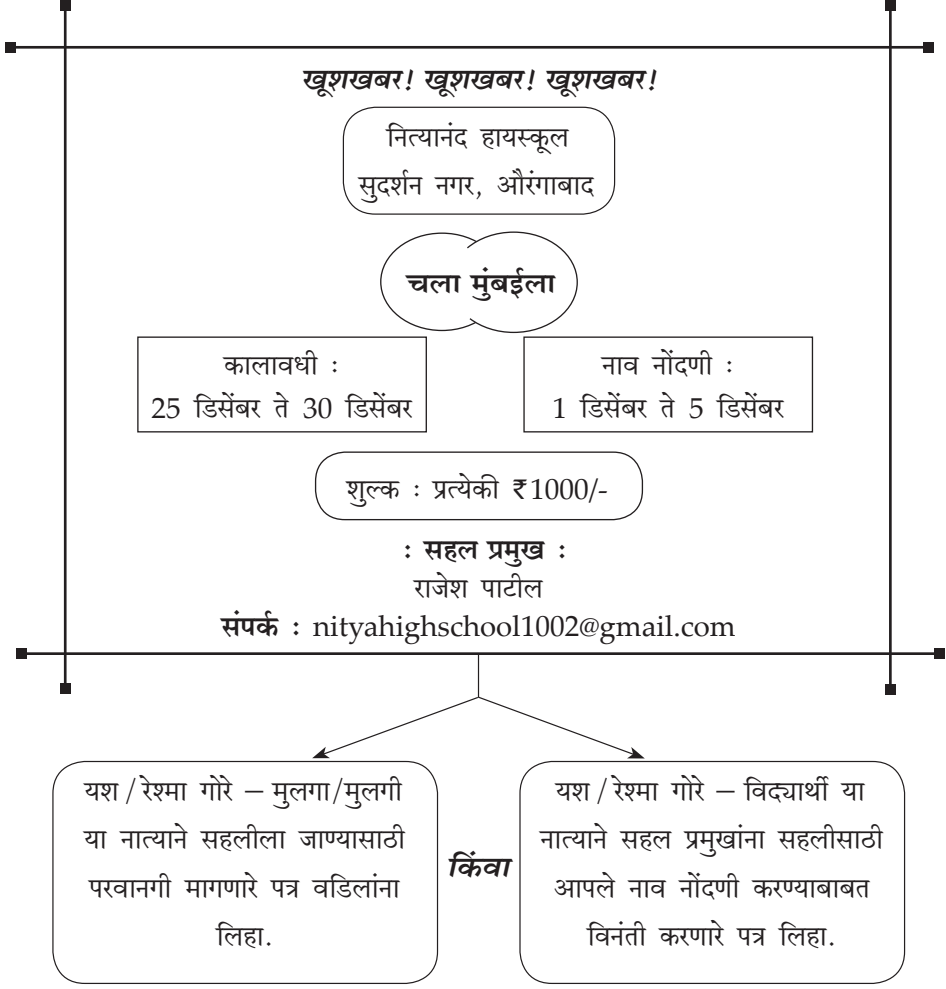 खूशखबर! खूशखबर! खूशखबर!
नित्यानंद हायस्कूल
सुदर्शन नगर, औरंगाबाद
चला मुंबईला
कालावधी :
25 डिसेंबर ते 30 डिसेंबर
नाव नोंदणी :
1 डिसेंबर ते 5 डिसेंबर
शुल्क : प्रत्येकी ₹1000/-
: सहल प्रमुख :
राजेश पाटील
संपर्क : nityahighschool1002@gmail.com
यश / रेश्मा गोरे – मुलगा/मुलगी
या नात्याने सहलीला जाण्यासाठी
परवानगी मागणारे पत्र वडिलांना
लिहा.
किंवा
यश / रेश्मा गोरे – विद्यार्थी या
नात्याने सहल प्रमुखांना सहलीसाठी
आपले नाव नोंदणी करण्याबाबत
विनंती करणारे पत्र लिहा.